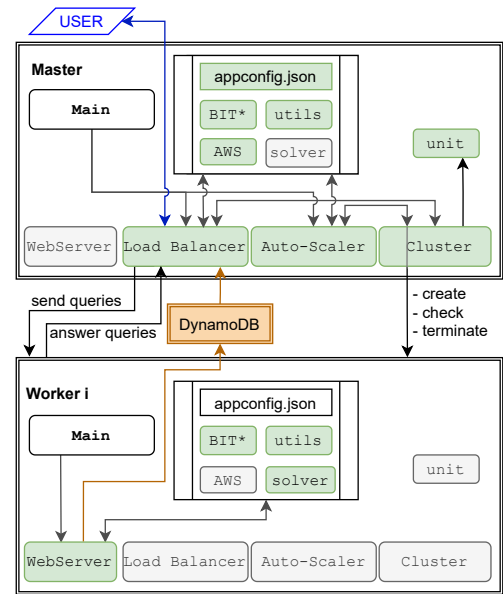 USER
Master
appconfig.json
Main
BIT*
utils
AWS
solver
unit
WebServer
Load Balancer
Auto-Scaler
Cluster
send queries
answer queries
DynamoDB
- create
- check
- terminate
Worker i
appconfig.json
Main
BIT*
utils
AWS
solver
unit
WebServer
Load Balancer
Auto-Scaler
Cluster